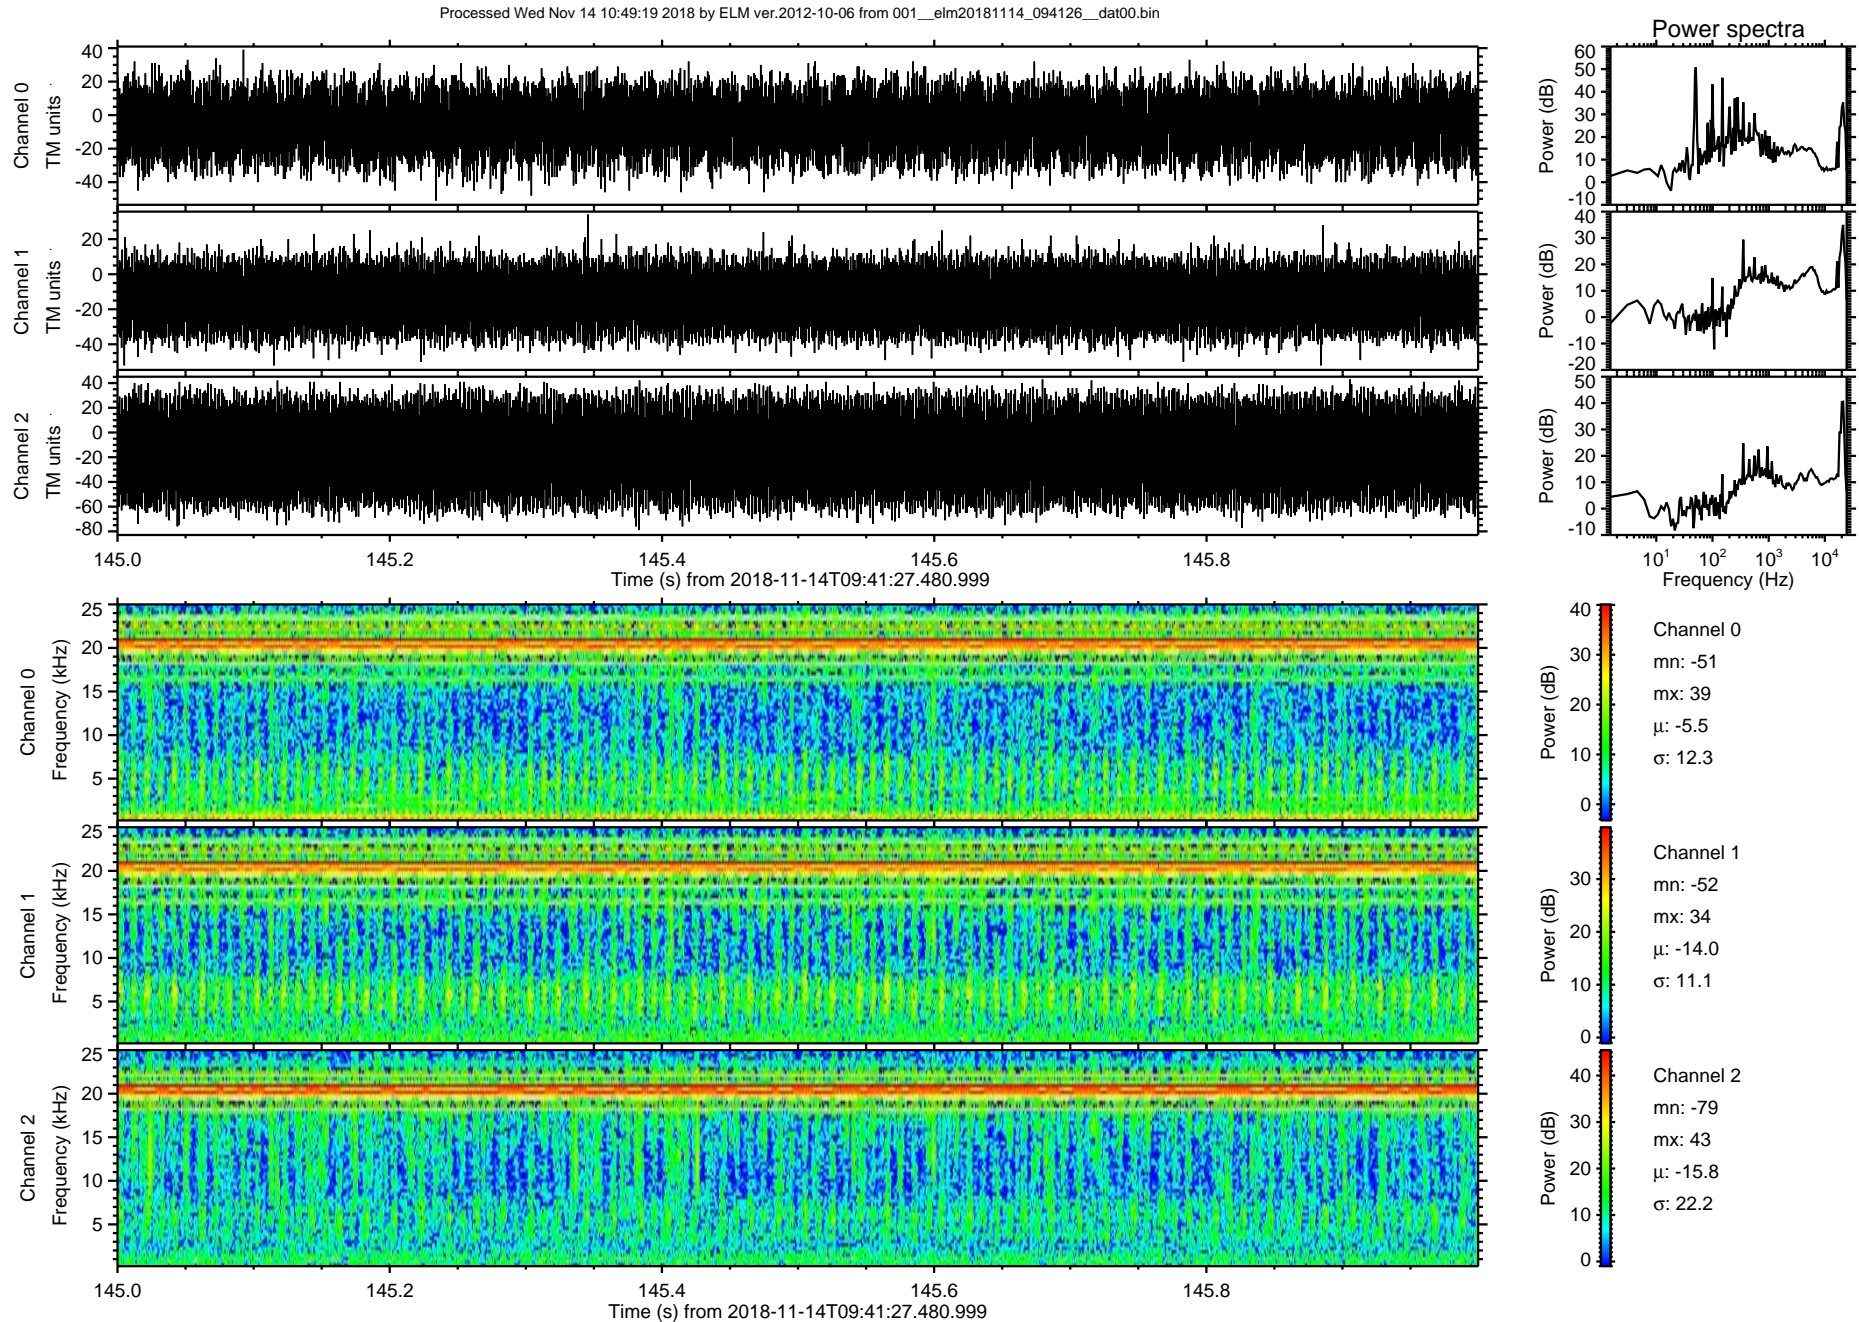 Processed Wed Nov 14 10:49:19 2018 by ELM ver.2012-10-06 from 001__elm20181114_094126__dat00.bin
Power spectra
Channel 0
TM units
40
20
0
-20
-40
Power (dB)
60
50
40
30
20
10
0
-10
Channel 1
TM units
20
0
-20
-40
Power (dB)
40
30
20
10
0
-10
-20
Channel 2
TM units
40
20
0
-20
-40
-60
-80
Power (dB)
50
40
30
20
10
0
-10
145.0 145.2 145.4 145.6 145.8
Time (s) from 2018-11-14T09:41:27.480.999
10¹ 10² 10³ 10⁴
Frequency (Hz)
Channel 0
Frequency (kHz)
25
20
15
10
5
Power (dB)
40
30
20
10
0
Channel 0
mn: -51
mx: 39
μ: -5.5
σ: 12.3
Channel 1
Frequency (kHz)
25
20
15
10
5
Power (dB)
30
20
10
0
Channel 1
mn: -52
mx: 34
μ: -14.0
σ: 11.1
Channel 2
Frequency (kHz)
25
20
15
10
5
Power (dB)
40
30
20
10
0
Channel 2
mn: -79
mx: 43
μ: -15.8
σ: 22.2
145.0 145.2 145.4 145.6 145.8
Time (s) from 2018-11-14T09:41:27.480.999